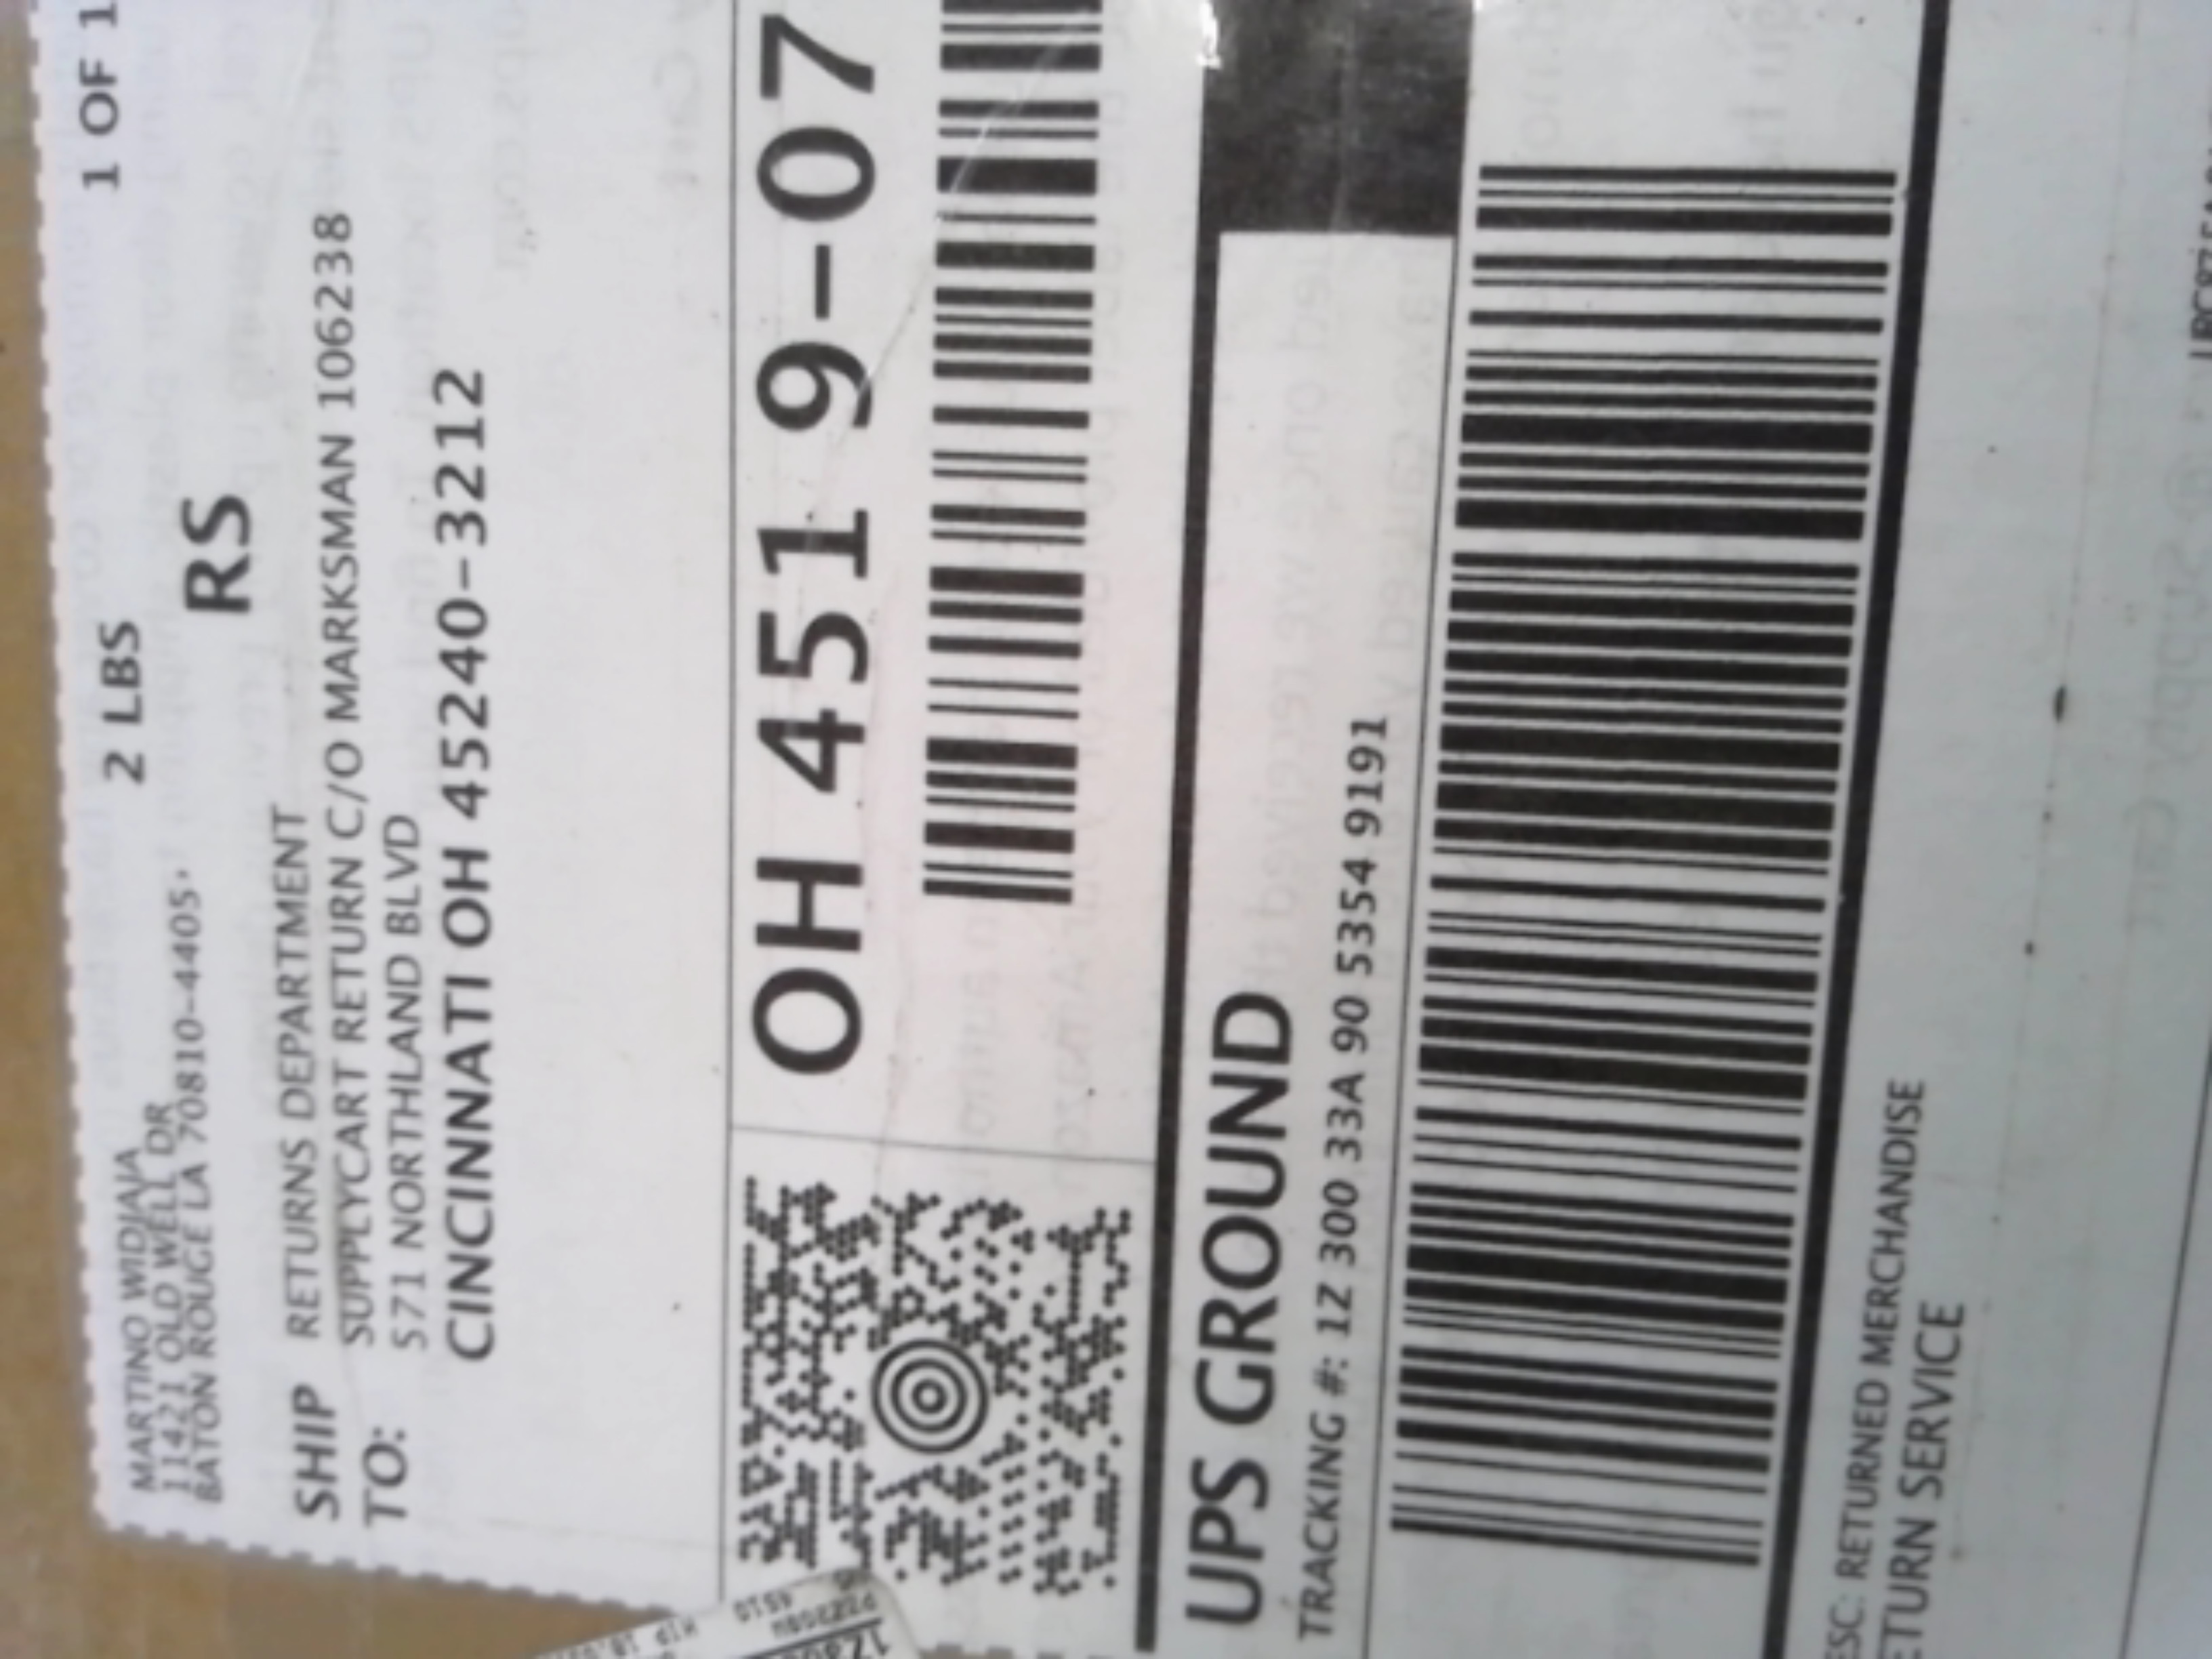 MARTINO WIDJAJA
11421 OLD WELL DR
BATON ROUGE LA 70810-4405
2 LBS
1 OF 1
RS
SHIP TO:
RETURNS DEPARTMENT
SUPPLYCART RETURN C/O MARKSMAN 106238
571 NORTHLAND BLVD
CINCINNATI OH 45240-3212
OH 451 9-07
UPS GROUND
TRACKING #: 1Z 300 33A 90 5354 9191
ESC: RETURNED MERCHANDISE
ETURN SERVICE